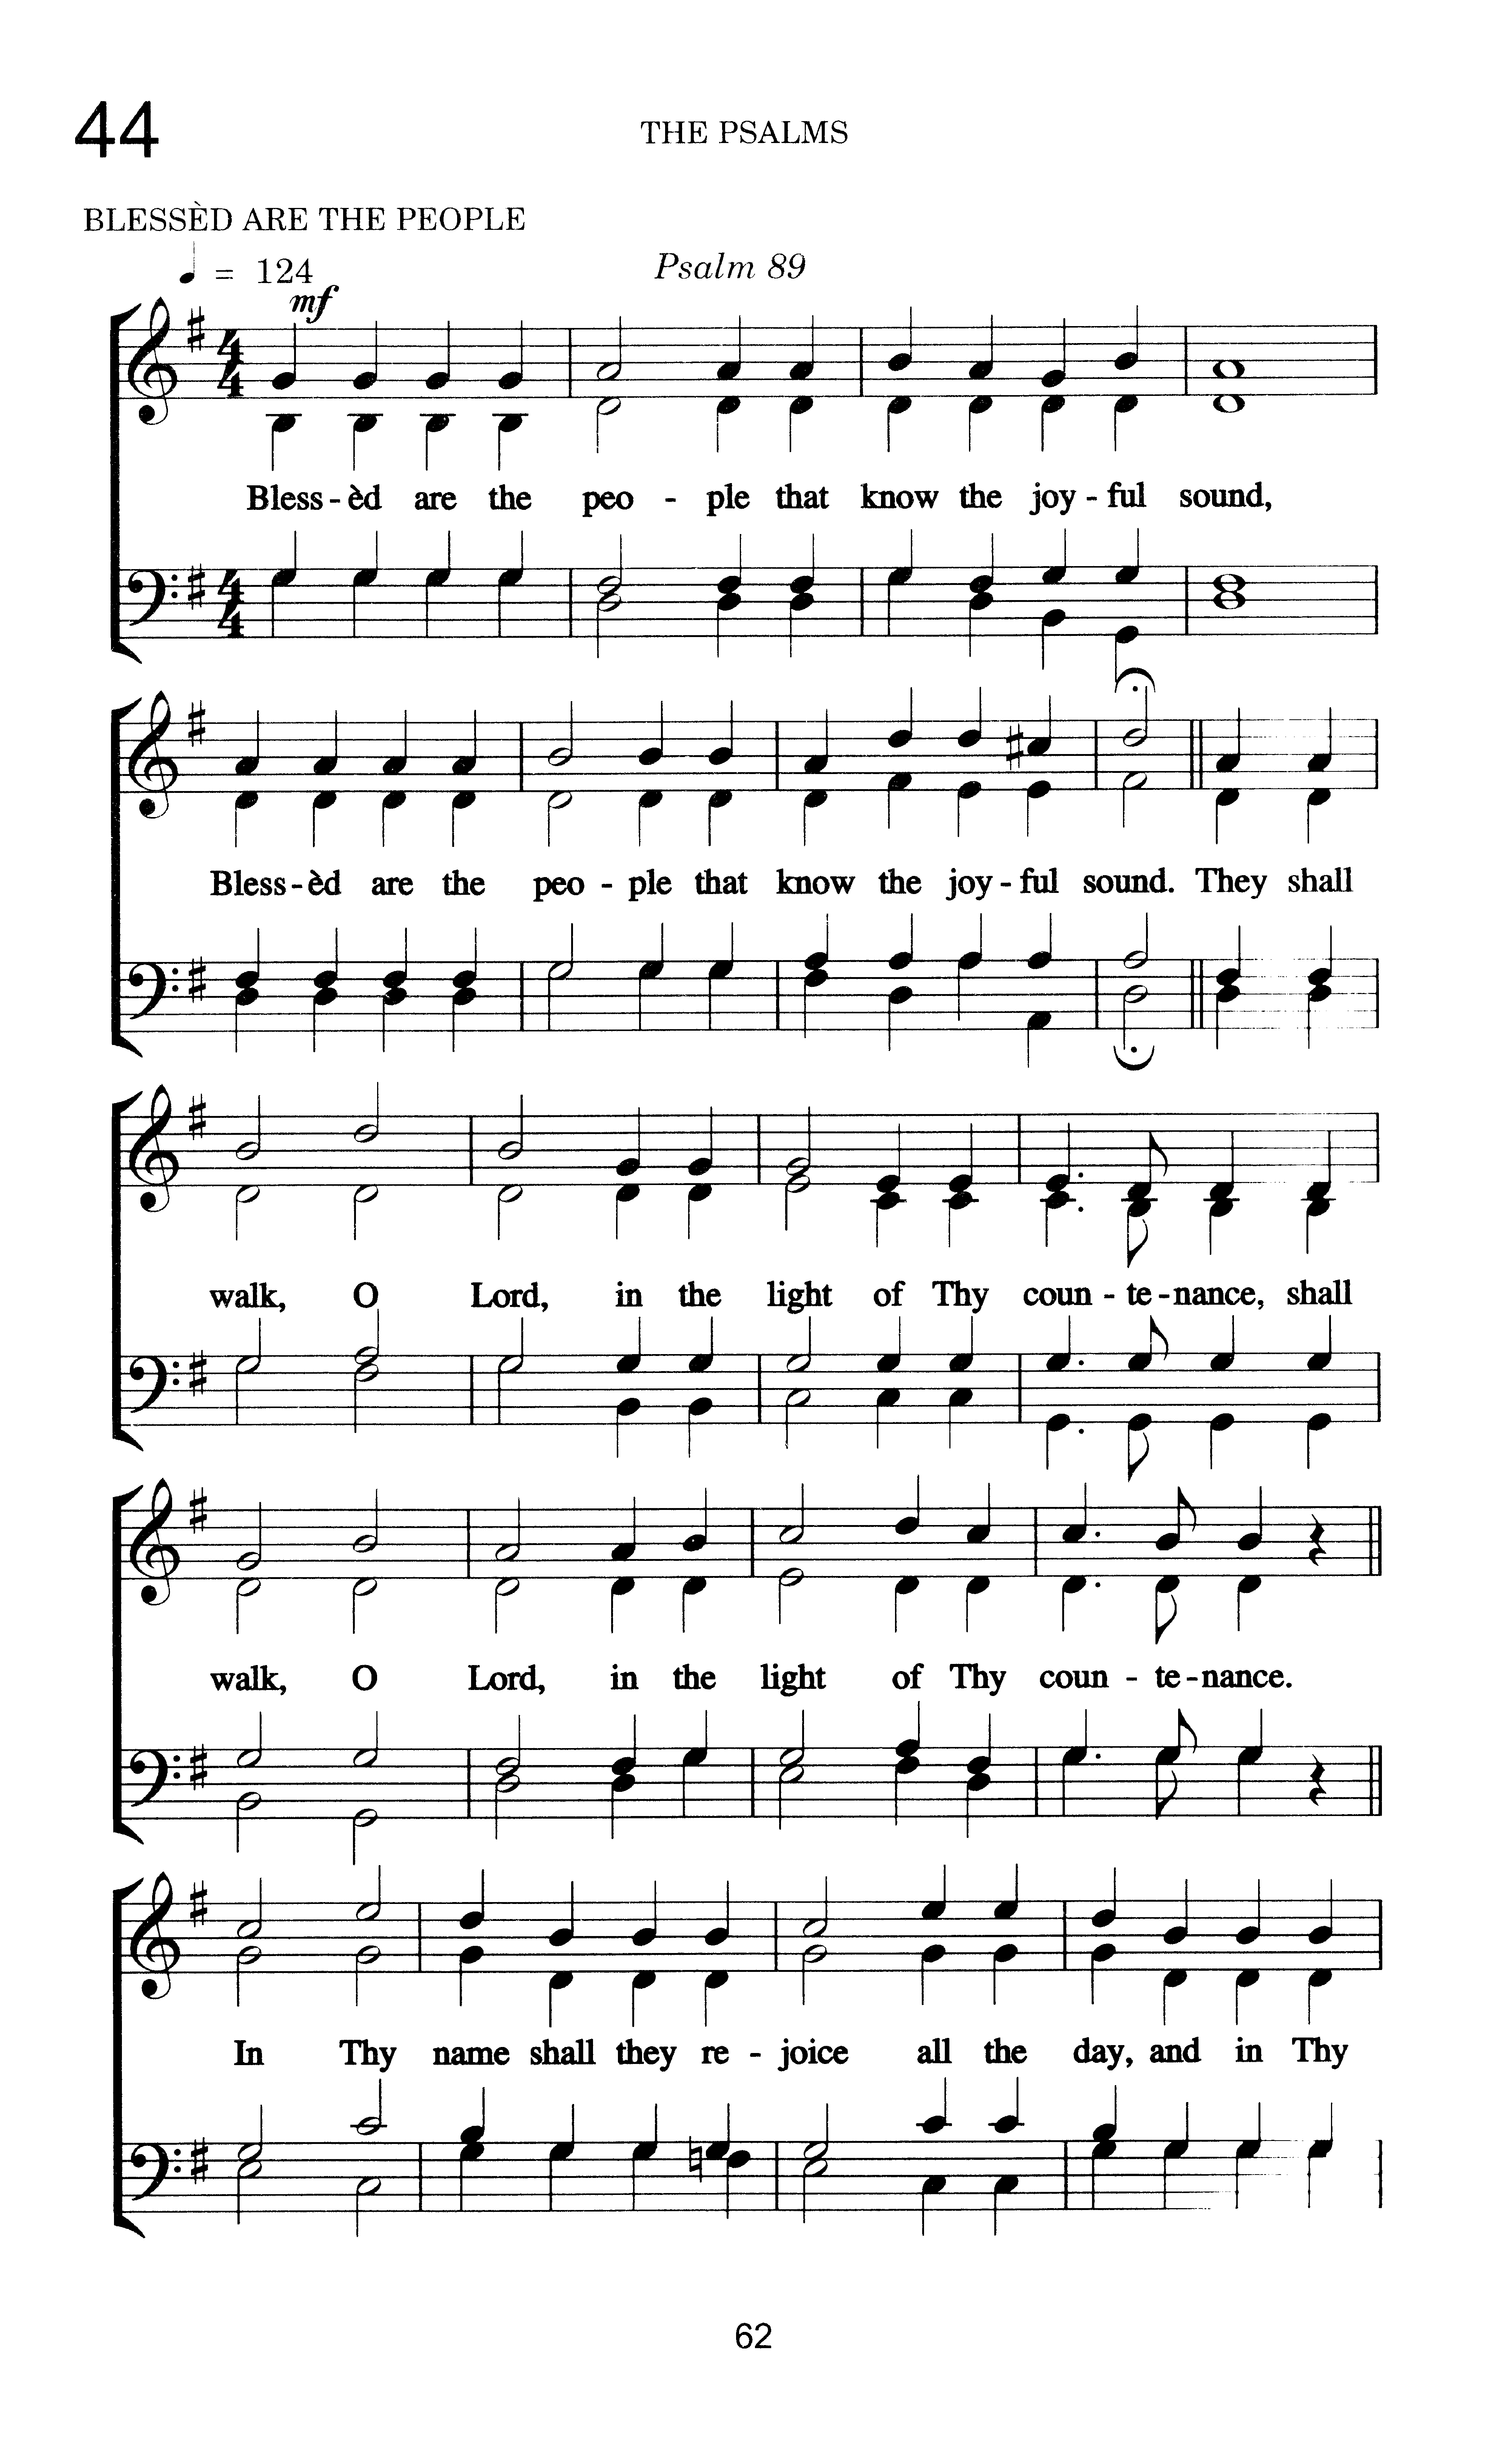 44
THE PSALMS
BLESSÈD ARE THE PEOPLE
♩ = 124
Psalm 89
mf
Bless - èd are the peo - ple that know the joy - ful sound,
Bless - èd are the peo - ple that know the joy - ful sound. They shall
walk, O Lord, in the light of Thy coun - te - nance, shall
walk, O Lord, in the light of Thy coun - te - nance.
In Thy name shall they re - joice all the day, and in Thy
62